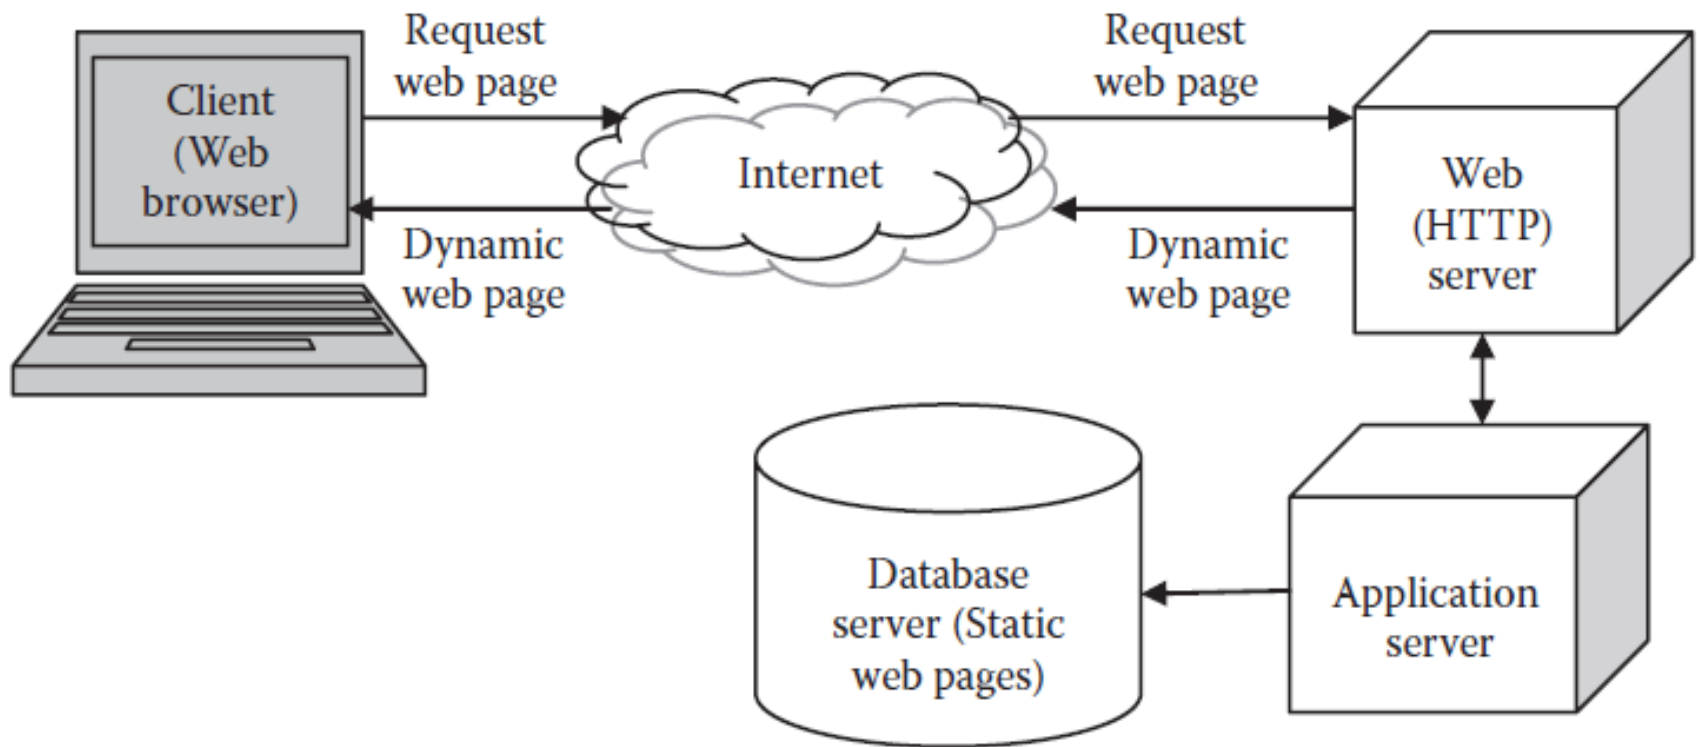 Request
web page
Request
web page
Client
(Web
browser)
Internet
Web
(HTTP)
server
Dynamic
web page
Dynamic
web page
Database
server (Static
web pages)
Application
server